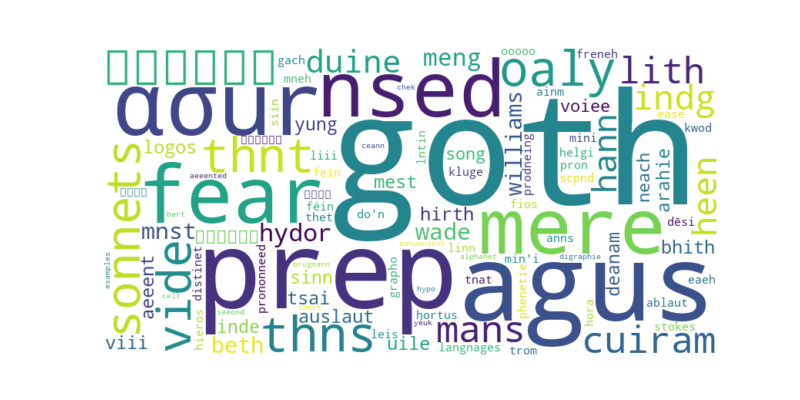 gach
duine
meng
ooooo
freneh
mneh
chek
oaly
lith
ασur
nsed
goth
ainm
indg
siin
yung
voiee
ease
kwod
logos
thnt
liii
lntin
song
williams
prodneing
mini
hann
sonnets
ceann
helgi
pron
neach
arahie
heen
aeeented
fein
mest
kluge
scpnd
fear
féin
thet
do'n
fios
bert
hirth
mere
mnst
vide
hydor
wade
anns
dēsi
aeeent
distinet
prononneed
prep
sinn
grapho
linn
min'i
deanam
bhith
eonvenient
alphabet
digraphie
esamples
celt
brugmann
tsai
tnat
hypo
agus
phenetie
ablaut
eaeh
hieros
inde
seeond
auslaut
hortus
hora
stokes
viii
beth
thns
yeuk
leis
uile
mans
langnages
trom
cuiram